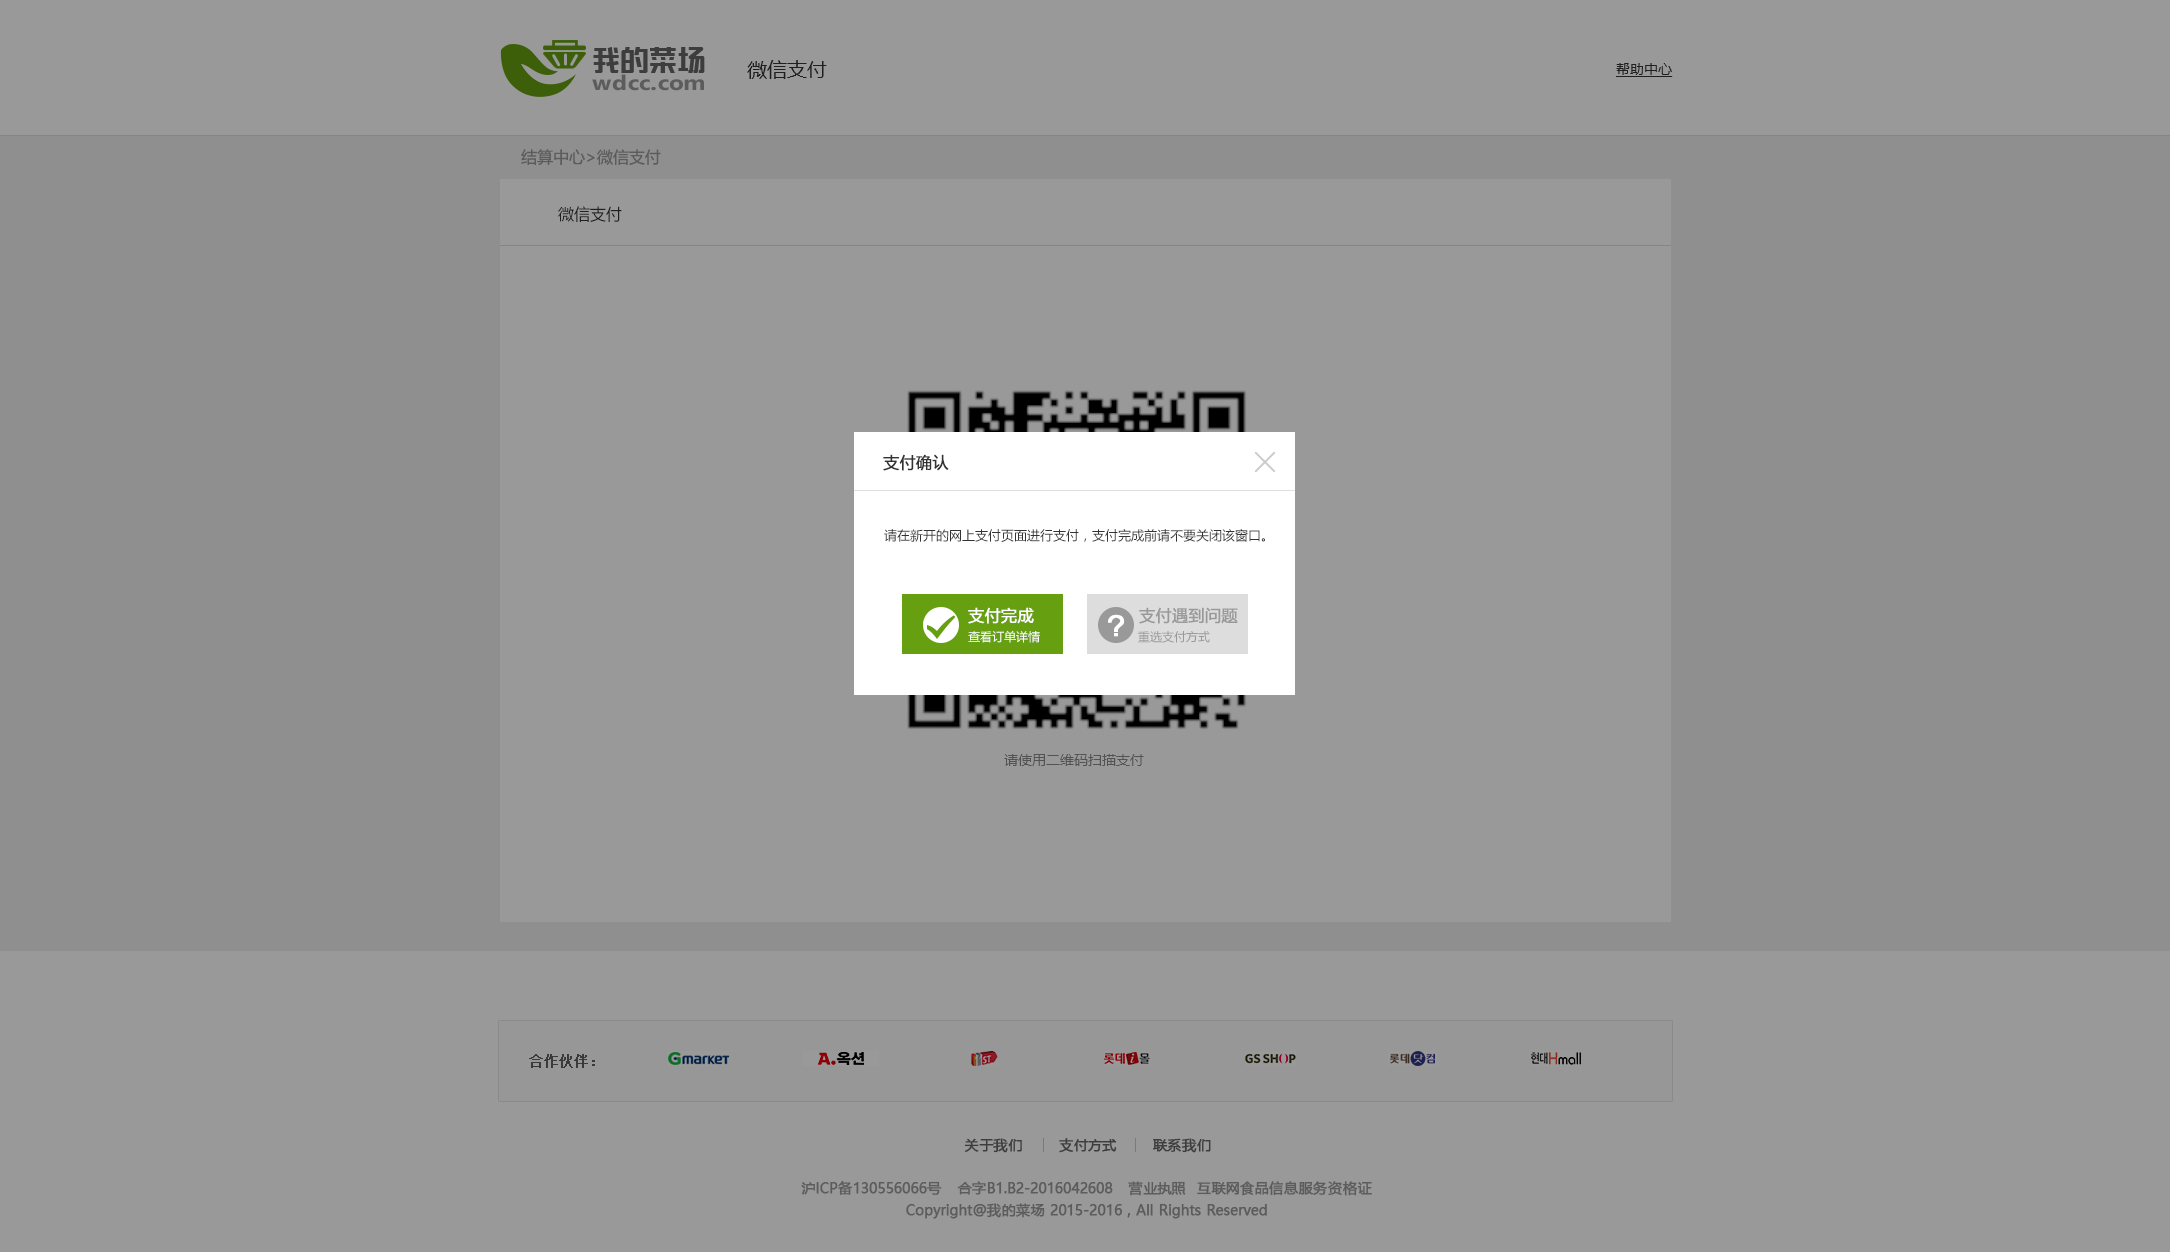 我的菜场
wdcc.com
微信支付
帮助中心
结算中心>微信支付
微信支付
支付确认
请在新开的网上支付页面进行支付，支付完成前请不要关闭该窗口。
支付完成
查看订单详情
支付遇到问题
重选支付方式
请使用二维码扫描支付
合作伙伴：
Gmarket
A.옥션
11ST
롯데i몰
GS SHOP
롯데닷컴
현대Hmall
关于我们
支付方式
联系我们
沪ICP备130556066号 合字B1.B2-2016042608 营业执照 互联网食品信息服务资格证
Copyright@我的菜场 2015-2016 , All Rights Reserved